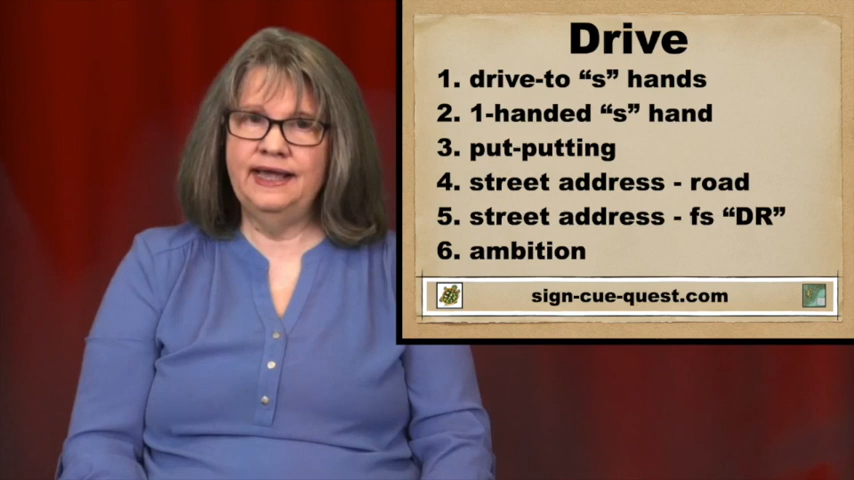 Drive
1. drive-to “s” hands
2. 1-handed “s” hand
3. put-putting
4. street address - road
5. street address - fs “DR”
6. ambition
sign-cue-quest.com